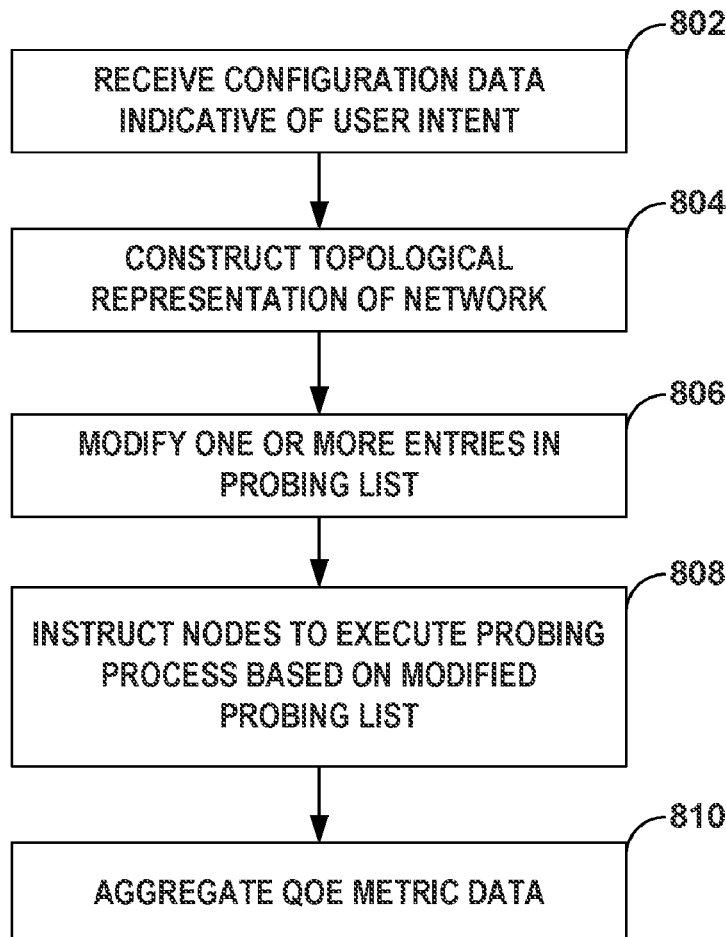 802
RECEIVE CONFIGURATION DATA
INDICATIVE OF USER INTENT
804
CONSTRUCT TOPOLOGICAL
REPRESENTATION OF NETWORK
806
MODIFY ONE OR MORE ENTRIES IN
PROBING LIST
808
INSTRUCT NODES TO EXECUTE PROBING
PROCESS BASED ON MODIFIED
PROBING LIST
810
AGGREGATE QOE METRIC DATA